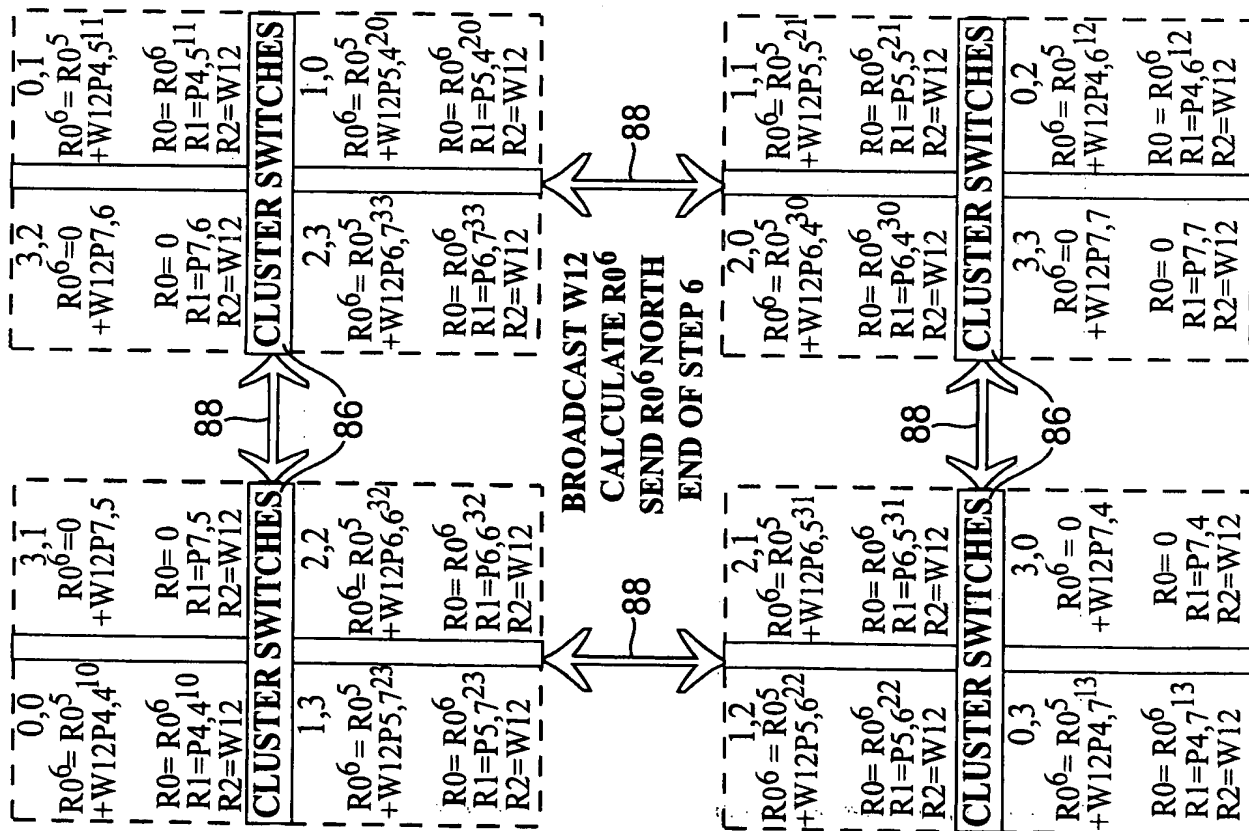 0,0
R0⁶= R0⁵
+W12P4,4¹⁰
R0= R0⁶
R1=P4,4¹⁰
R2=W12
3,1
R0⁶=0
+W12P7,5
R0= 0
R1=P7,5
R2=W12
CLUSTER SWITCHES
1,3
R0⁶= R0⁵
+W12P5,7²³
R0= R0⁶
R1=P5,7²³
R2=W12
2,2
R0⁶= R0⁵
+W12P6,6³²
R0= R0⁶
R1=P6,6³²
R2=W12
88
86
3,2
R0⁶=0
+W12P7,6
R0= 0
R1=P7,6
R2=W12
0,1
R0⁶= R0⁵
+W12P4,5¹¹
R0= R0⁶
R1=P4,5¹¹
R2=W12
CLUSTER SWITCHES
2,3
R0⁶= R0⁵
+W12P6,7³³
R0= R0⁶
R1=P6,7³³
R2=W12
1,0
R0⁶= R0⁵
+W12P5,4²⁰
R0= R0⁶
R1=P5,4²⁰
R2=W12
88
BROADCAST W12
CALCULATE R0⁶
SEND R0⁶ NORTH
END OF STEP 6
88
1,2
R0⁶ = R0⁵
+W12P5,6²²
R0= R0⁶
R1=P5,6²²
R2=W12
2,1
R0⁶= R0⁵
+W12P6,5³¹
R0= R0⁶
R1=P6,5³¹
R2=W12
CLUSTER SWITCHES
0,3
R0⁶= R0⁵
+W12P4,7¹³
R0= R0⁶
R1=P4,7¹³
R2=W12
3,0
R0⁶ = 0
+W12P7,4
R0= 0
R1=P7,4
R2=W12
88
86
2,0
R0⁶= R0⁵
+W12P6,4³⁰
R0= R0⁶
R1=P6,4³⁰
R2=W12
1,1
R0⁶= R0⁵
+W12P5,5²¹
R0= R0⁶
R1=P5,5²¹
R2=W12
CLUSTER SWITCHES
3,3
R0⁶=0
+W12P7,7
R0= 0
R1=P7,7
R2=W12
0,2
R0⁶= R0⁵
+W12P4,6¹²
R0 = R0⁶
R1=P4,6¹²
R2=W12